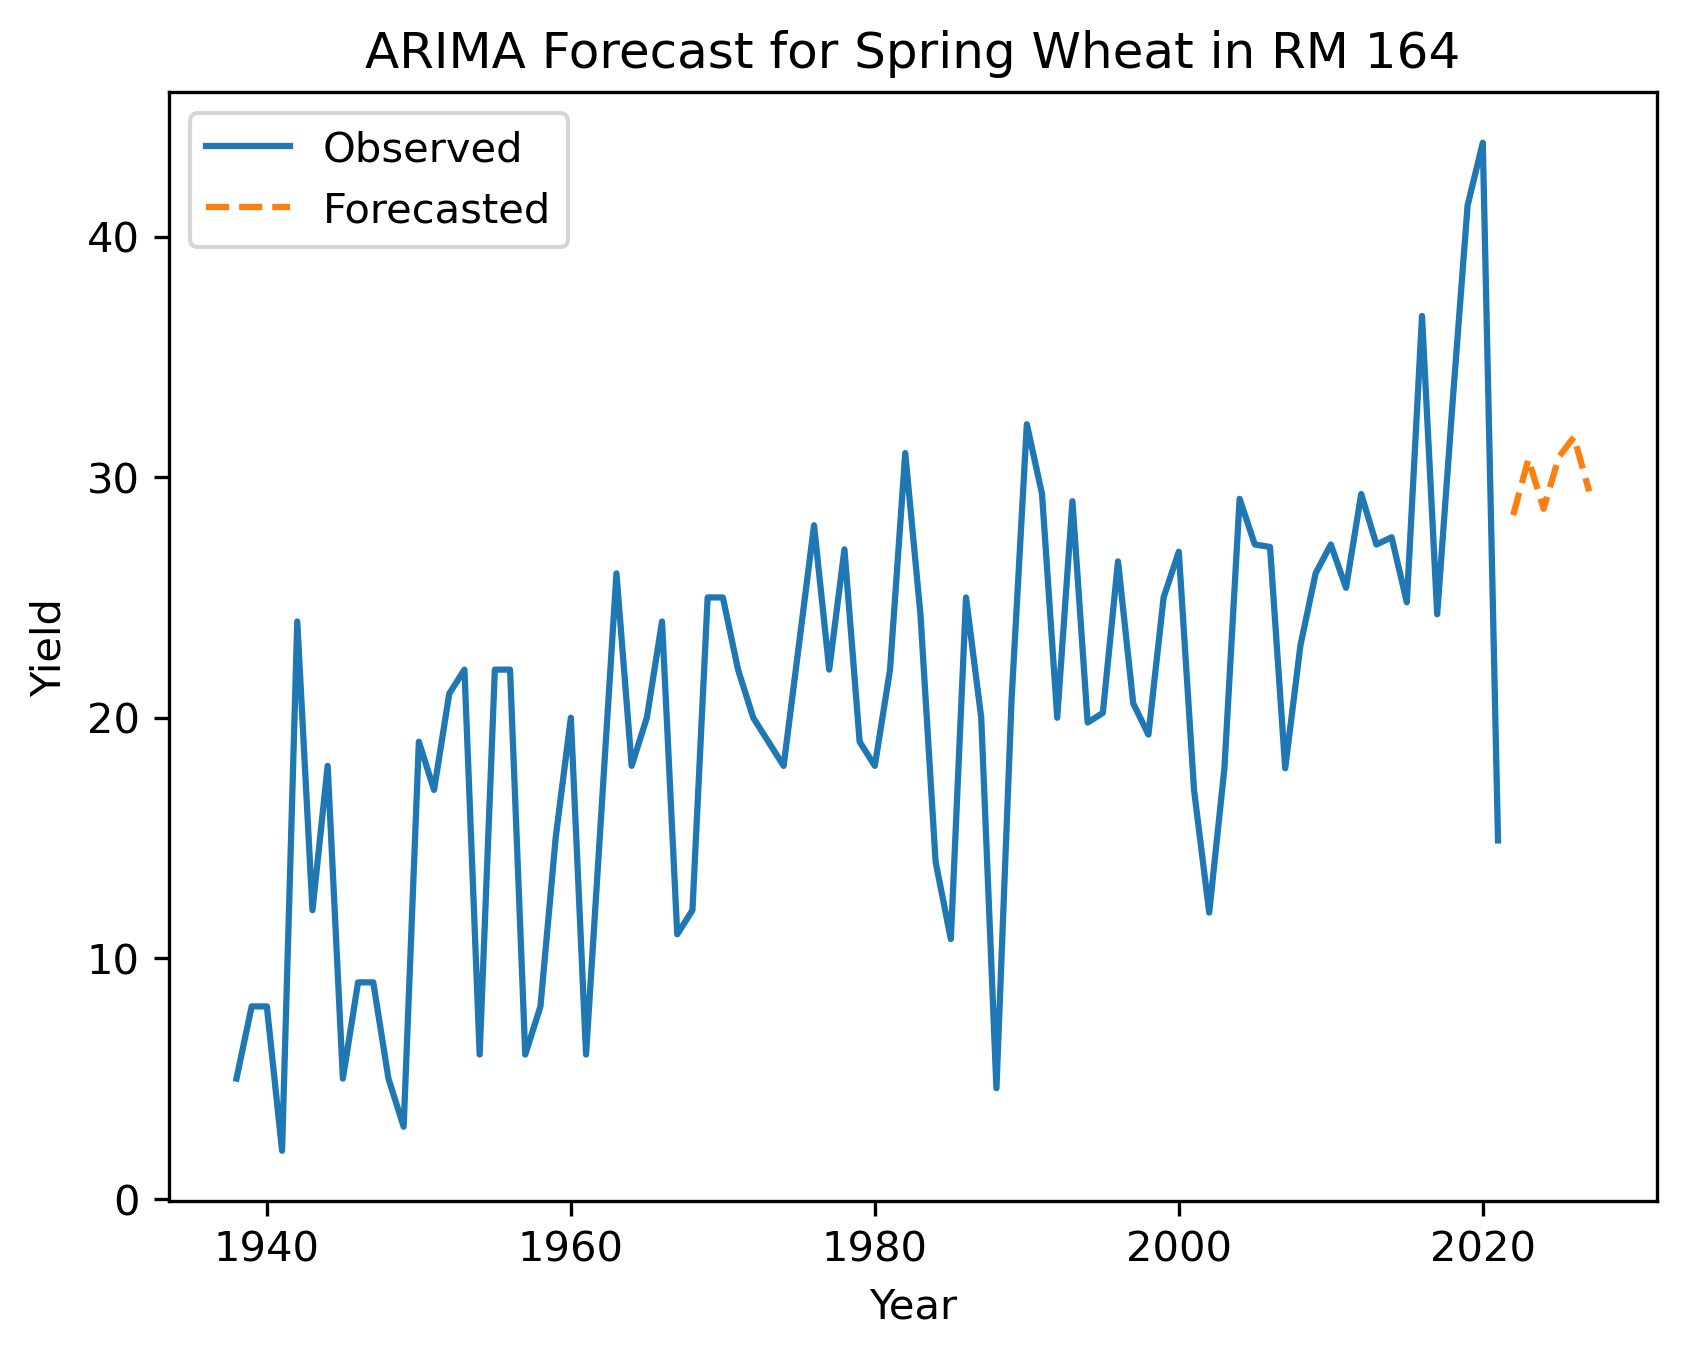 ARIMA Forecast for Spring Wheat in RM 164
Observed
Forecasted
40
30
20
10
0
Yield
1940 1960 1980 2000 2020
Year